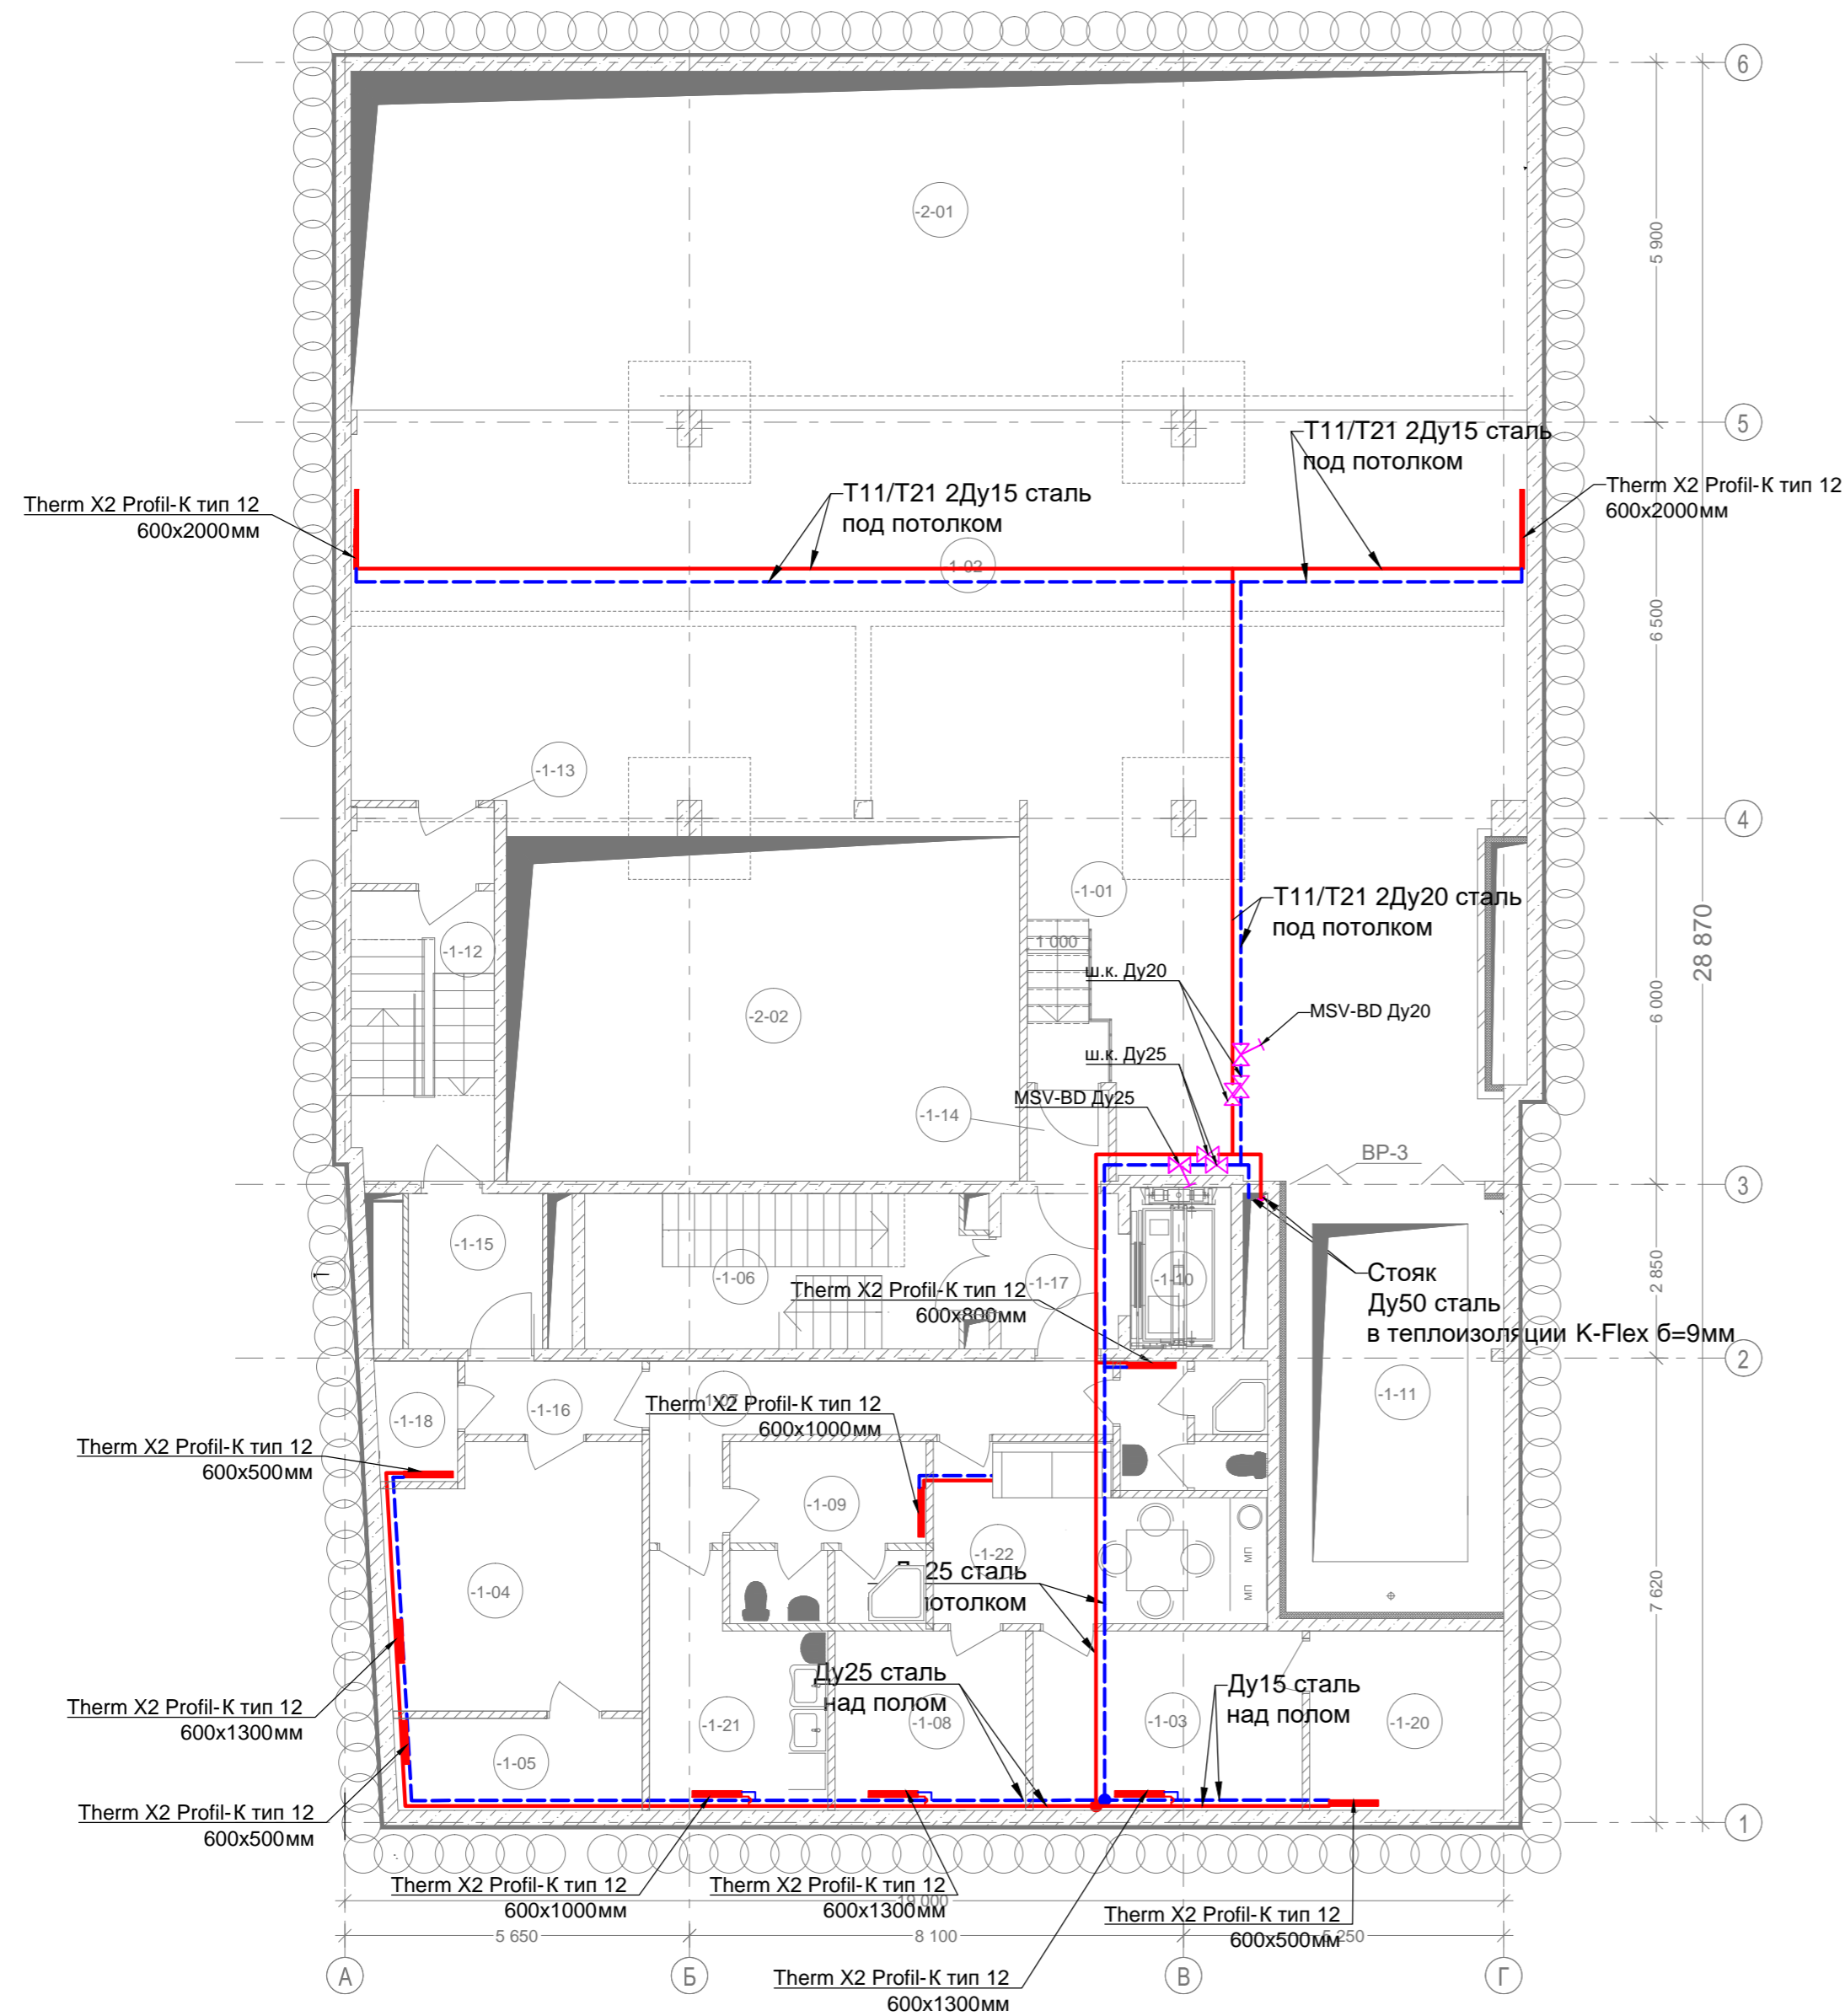 6
-2-01
5 900
5
Т11/Т21 2Ду15 сталь
под потолком
Therm X2 Profil-К тип 12
600х2000мм
Т11/Т21 2Ду15 сталь
под потолком
Therm X2 Profil-К тип 12
600х2000мм
-1-02
6 500
-1-13
4
-1-01
Т11/Т21 2Ду20 сталь
под потолком
28 870
-1-12
1 000
ш.к. Ду20
6 000
-2-02
MSV-BD Ду20
ш.к. Ду25
MSV-BD Ду25
-1-14
ВР-3
3
-1-15
-1-06
-1-17
-1-10
Стояк
Ду50 сталь
в теплоизоляции K-Flex б=9мм
2 850
Therm X2 Profil-К тип 12
600х800мм
2
-1-11
-1-07
-1-16
-1-18
Therm X2 Profil-К тип 12
600х1000мм
Therm X2 Profil-К тип 12
600х500мм
-1-09
-1-22
МП
МП
25 сталь
потолком
-1-04
7 620
Ду25 сталь
над полом
Ду15 сталь
над полом
Therm X2 Profil-К тип 12
600х1300мм
-1-21
-1-08
-1-03
-1-20
-1-05
Therm X2 Profil-К тип 12
600х500мм
1
Therm X2 Profil-К тип 12
600х1000мм
Therm X2 Profil-К тип 12
600х1300мм
19 000
Therm X2 Profil-К тип 12
600х500мм
5 650
8 100
5 250
Therm X2 Profil-К тип 12
600х1300мм
А
Б
В
Г